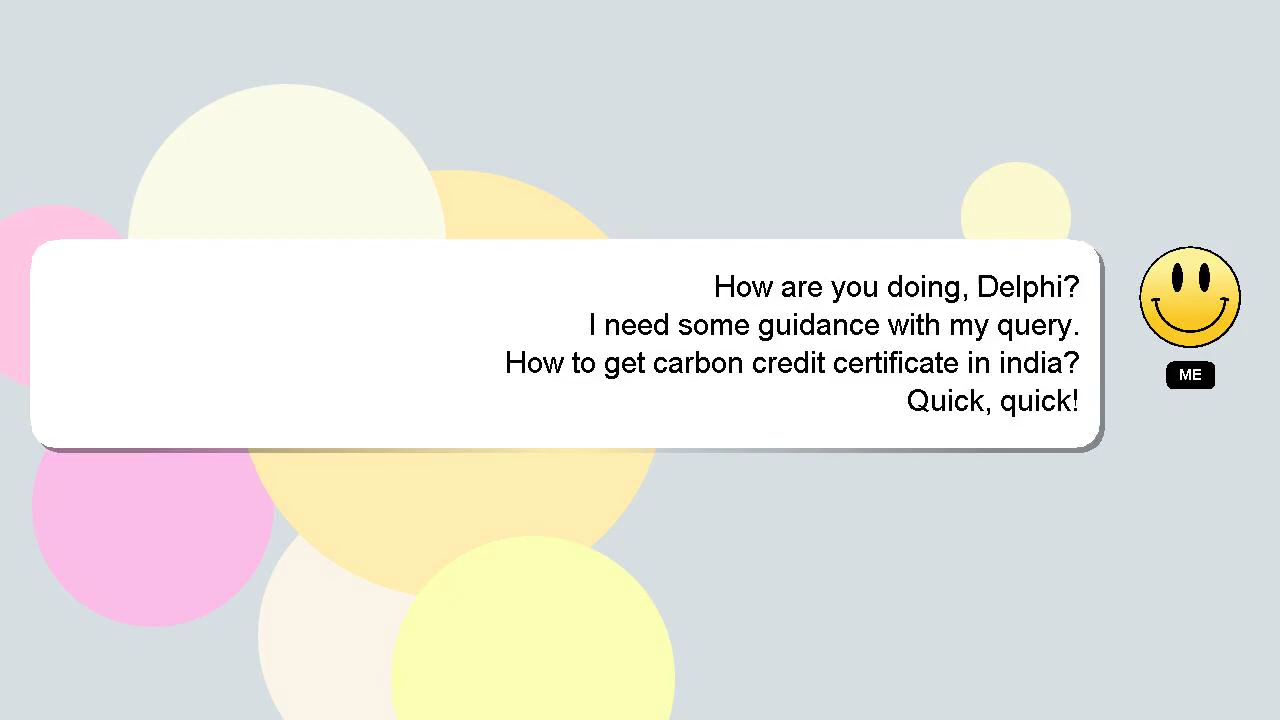 How are you doing, Delphi?
I need some guidance with my query.
How to get carbon credit certificate in india?
Quick, quick!
ME